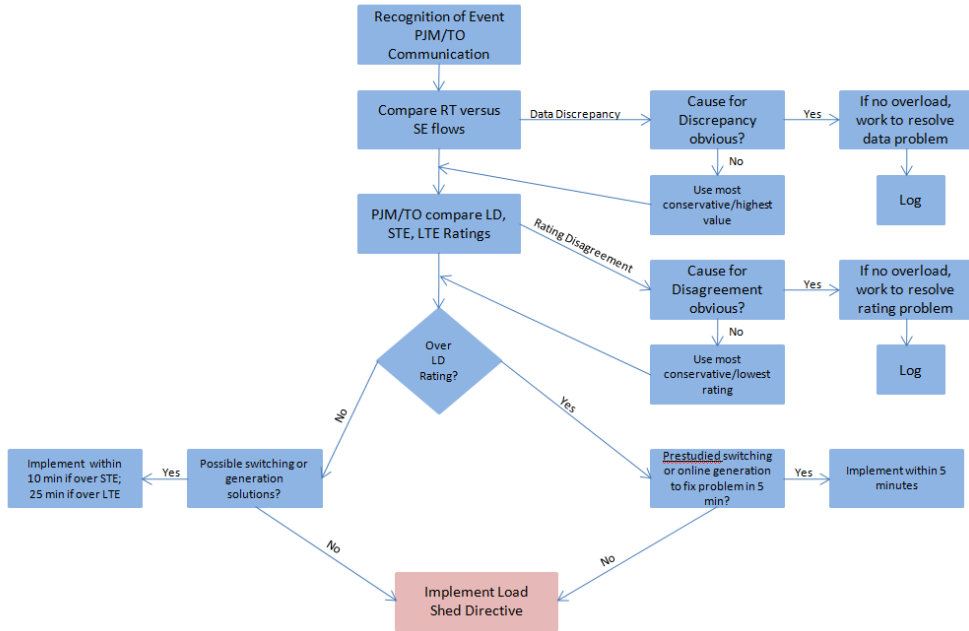 Recognition of Event
PJM/TO
Communication
Compare RT versus
SE flows
Data Discrepancy
Cause for
Discrepancy
obvious?
Yes
If no overload,
work to resolve
data problem
No
Use most
conservative/highest
value
Log
PJM/TO compare LD,
STE, LTE Ratings
Rating Disagreement
Cause for
Disagreement
obvious?
Yes
If no overload,
work to resolve
rating problem
No
Use most
conservative/lowest
rating
Log
Over
LD
Rating?
No
Yes
Implement within
10 min if over STE;
25 min if over LTE
Yes
Possible switching or
generation
solutions?
Prestudied switching
or online generation
to fix problem in 5
min?
Yes
Implement within 5
minutes
No
No
Implement Load
Shed Directive